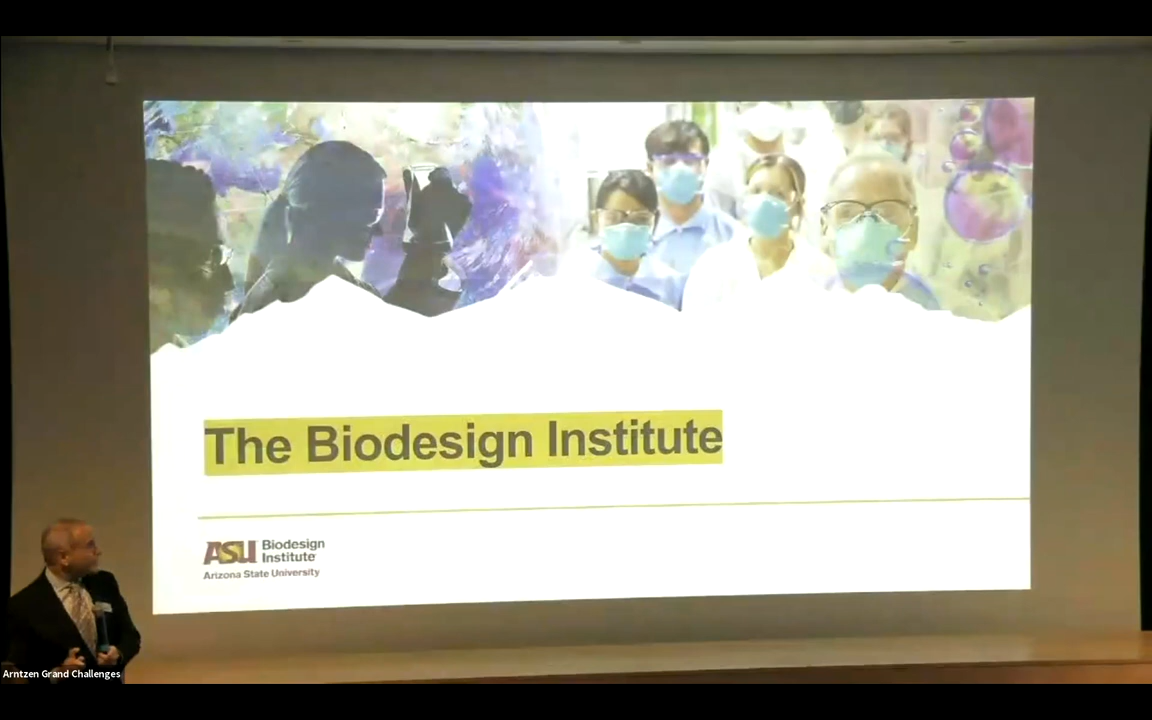 The Biodesign Institute
ASU Biodesign
Institute
Arizona State University
Arntzen Grand Challenges